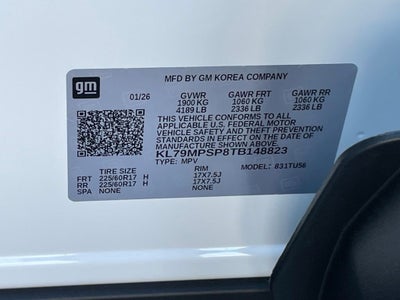 gm
MFD BY GM KOREA COMPANY
01/26 GVWR GAWR FRT GAWR RR
1900 KG 1060 KG 1060 KG
4189 LB 2336 LB 2336 LB
THIS VEHICLE CONFORMS TO ALL
APPLICABLE U.S. FEDERAL MOTOR
VEHICLE SAFETY AND THEFT PREVENTION
STANDARDS IN EFFECT ON THE DATE OF
MANUFACTURE SHOWN ABOVE.
KL79MPSP8TB148823
TYPE: MPV MODEL: 831TU56
TIRE SIZE RIM
FRT 225/60R17 H 17X7.5J
RR 225/60R17 H 17X7.5J
SPA NONE NONE